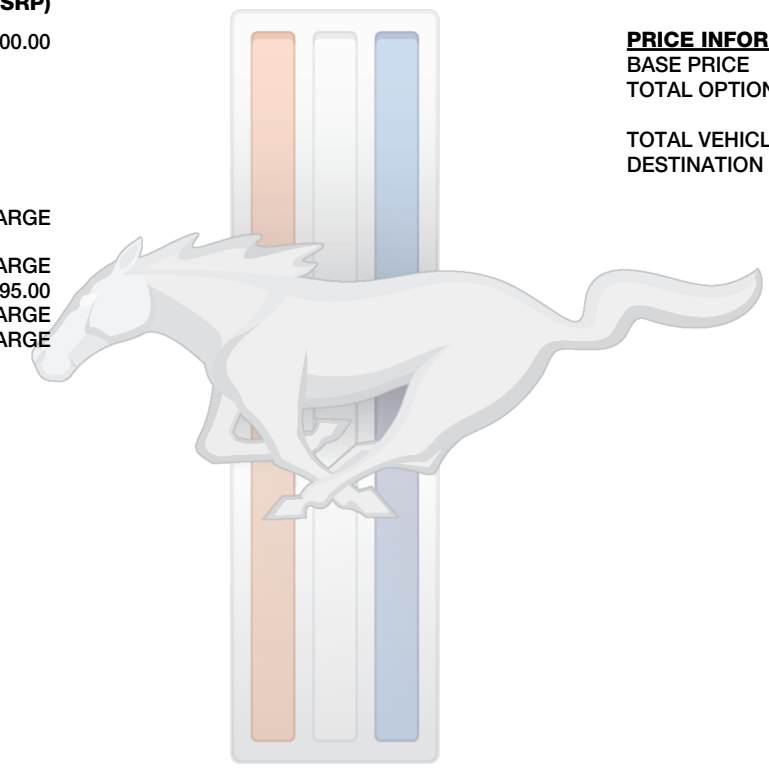 SRP)
00.00
ARGE
ARGE
95.00
ARGE
ARGE
PRICE INFOR
BASE PRICE
TOTAL OPTION
TOTAL VEHICL
DESTINATION